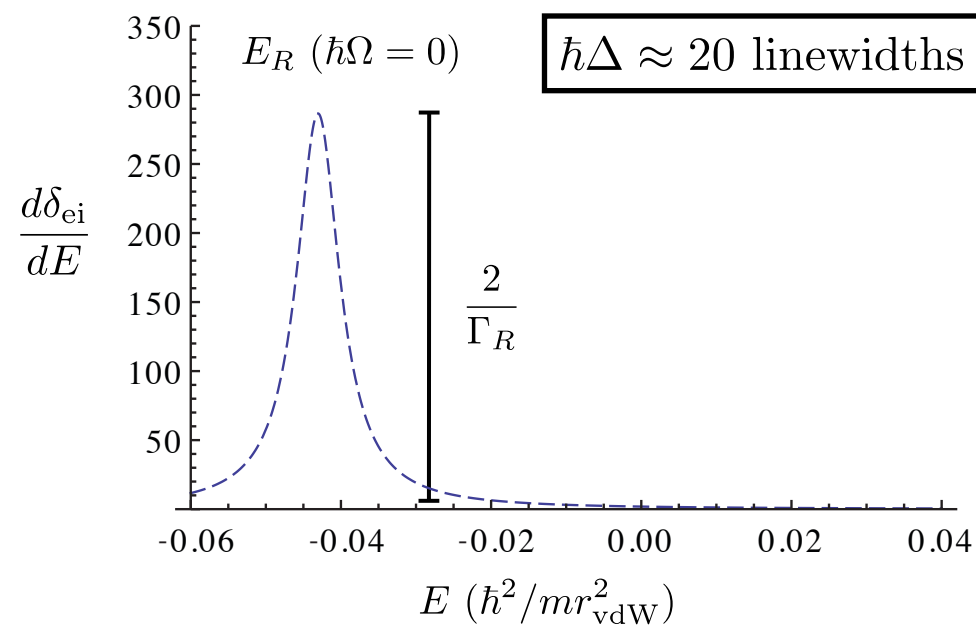 350
E_R (ħΩ = 0)
ħΔ ≈ 20 linewidths
300
250
dδ_ei
dE
200
2
Γ_R
150
100
50
-0.06 -0.04 -0.02 0.00 0.02 0.04
E (ħ²/mr²_vdW)